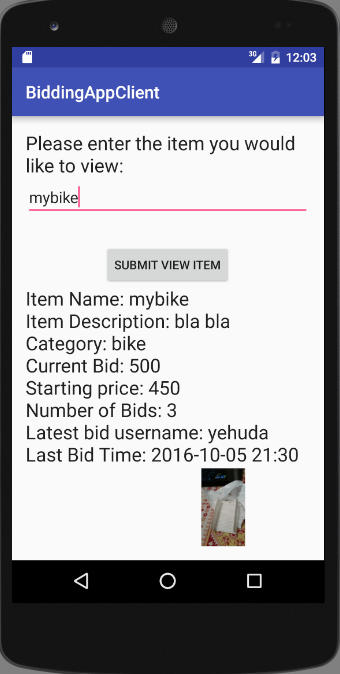 3G 12:03
BiddingAppClient
Please enter the item you would
like to view:
mybike
SUBMIT VIEW ITEM
Item Name: mybike
Item Description: bla bla
Category: bike
Current Bid: 500
Starting price: 450
Number of Bids: 3
Latest bid username: yehuda
Last Bid Time: 2016-10-05 21:30